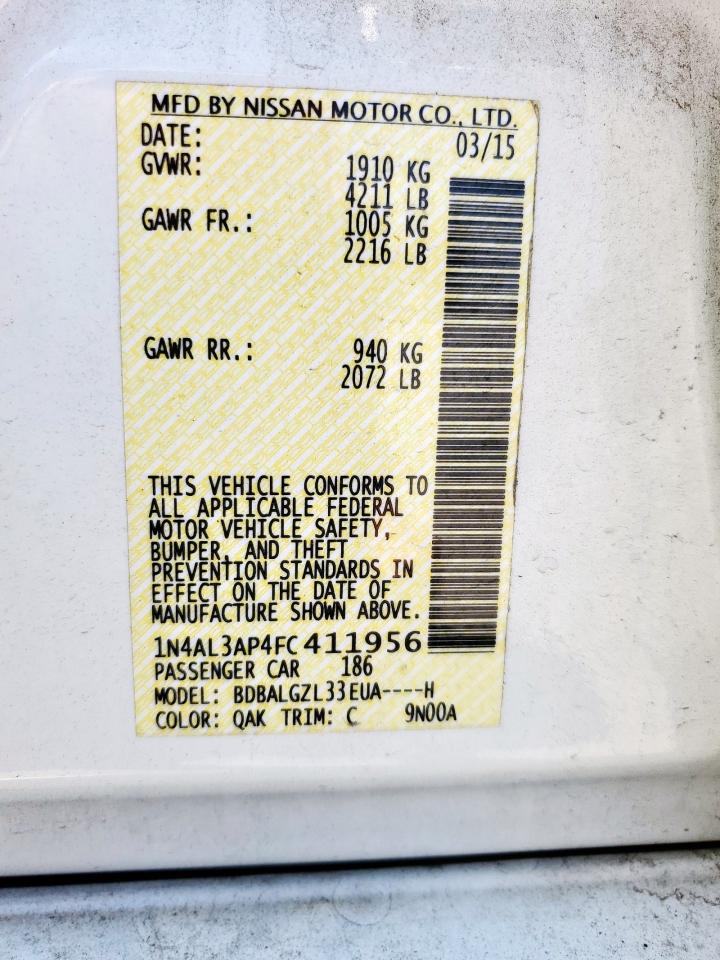 MFD BY NISSAN MOTOR CO., LTD.
DATE: 03/15
GVWR: 1910 KG
4211 LB
GAWR FR.: 1005 KG
2216 LB
GAWR RR.: 940 KG
2072 LB
THIS VEHICLE CONFORMS TO
ALL APPLICABLE FEDERAL
MOTOR VEHICLE SAFETY,
BUMPER, AND THEFT
PREVENTION STANDARDS IN
EFFECT ON THE DATE OF
MANUFACTURE SHOWN ABOVE.
1N4AL3AP4FC411956
PASSENGER CAR 186
MODEL: BDBALGZL33EUA----H
COLOR: QAK TRIM: C 9N00A